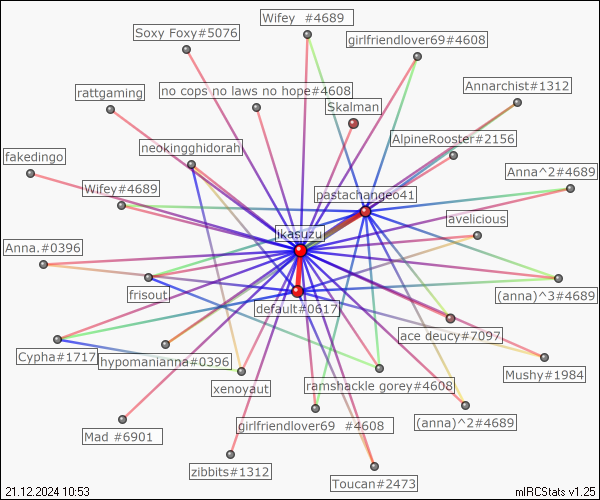 Wifey  #4689
Soxy Foxy#5076
girlfriendlover69#4608
rattgaming
no cops no laws no hope#4608
Annarchist#1312
Skalman
AlpineRooster#2156
neokingghidorah
fakedingo
Anna^2#4689
Wifey#4689
pastachangeo41
avelicious
ikasuzu
Anna.#0396
frisout
(anna)^3#4689
default#0617
ace deucy#7097
Cypha#1717
hypomanianna#0396
Mushy#1984
xenoyaut
ramshackle gorey#4608
(anna)^2#4689
girlfriendlover69  #4608
Mad #6901
zibbits#1312
Toucan#2473
21.12.2024 10:53
mIRCStats v1.25